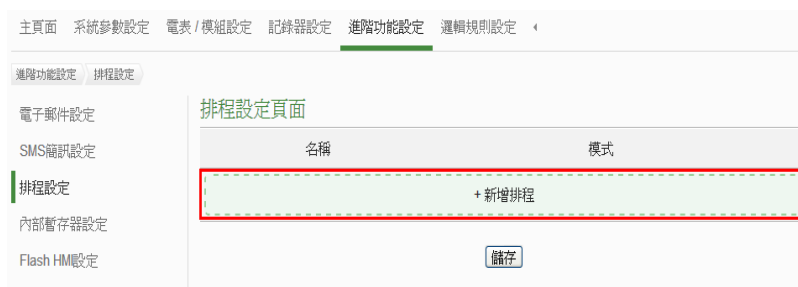 主頁面 系統參數設定 電表 / 模組設定 記錄器設定 進階功能設定 邏輯規則設定
進階功能設定 排程設定
電子郵件設定
SMS簡訊設定
排程設定
內部暫存器設定
Flash HMI設定
排程設定頁面
名稱 模式
+ 新增排程
儲存